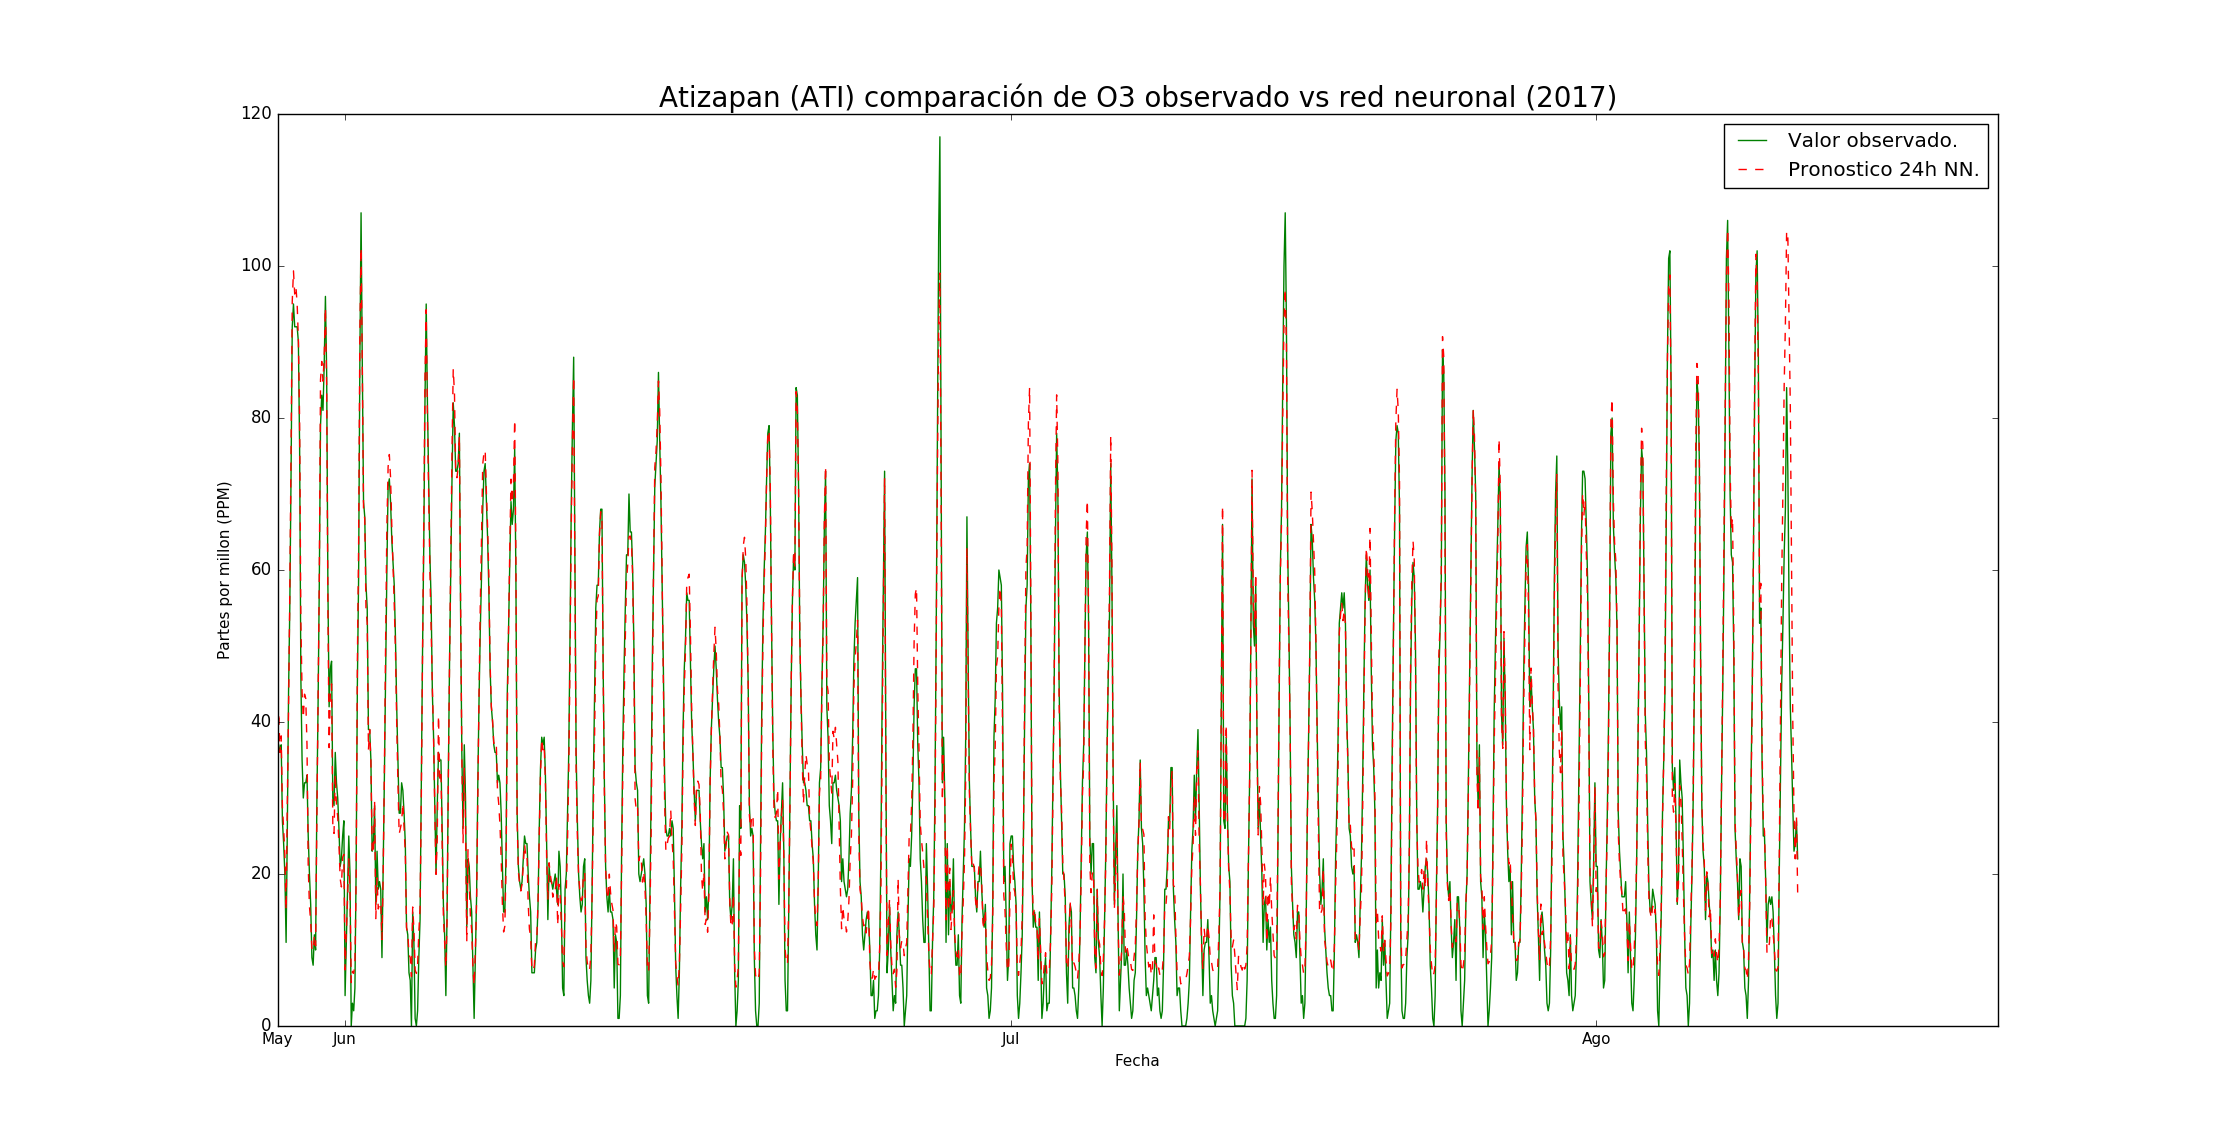 Atizapan (ATI) comparación de O3 observado vs red neuronal (2017)
Valor observado.
Pronostico 24h NN.
Partes por millon (PPM)
120
100
80
60
40
20
0
May Jun Jul Ago
Fecha